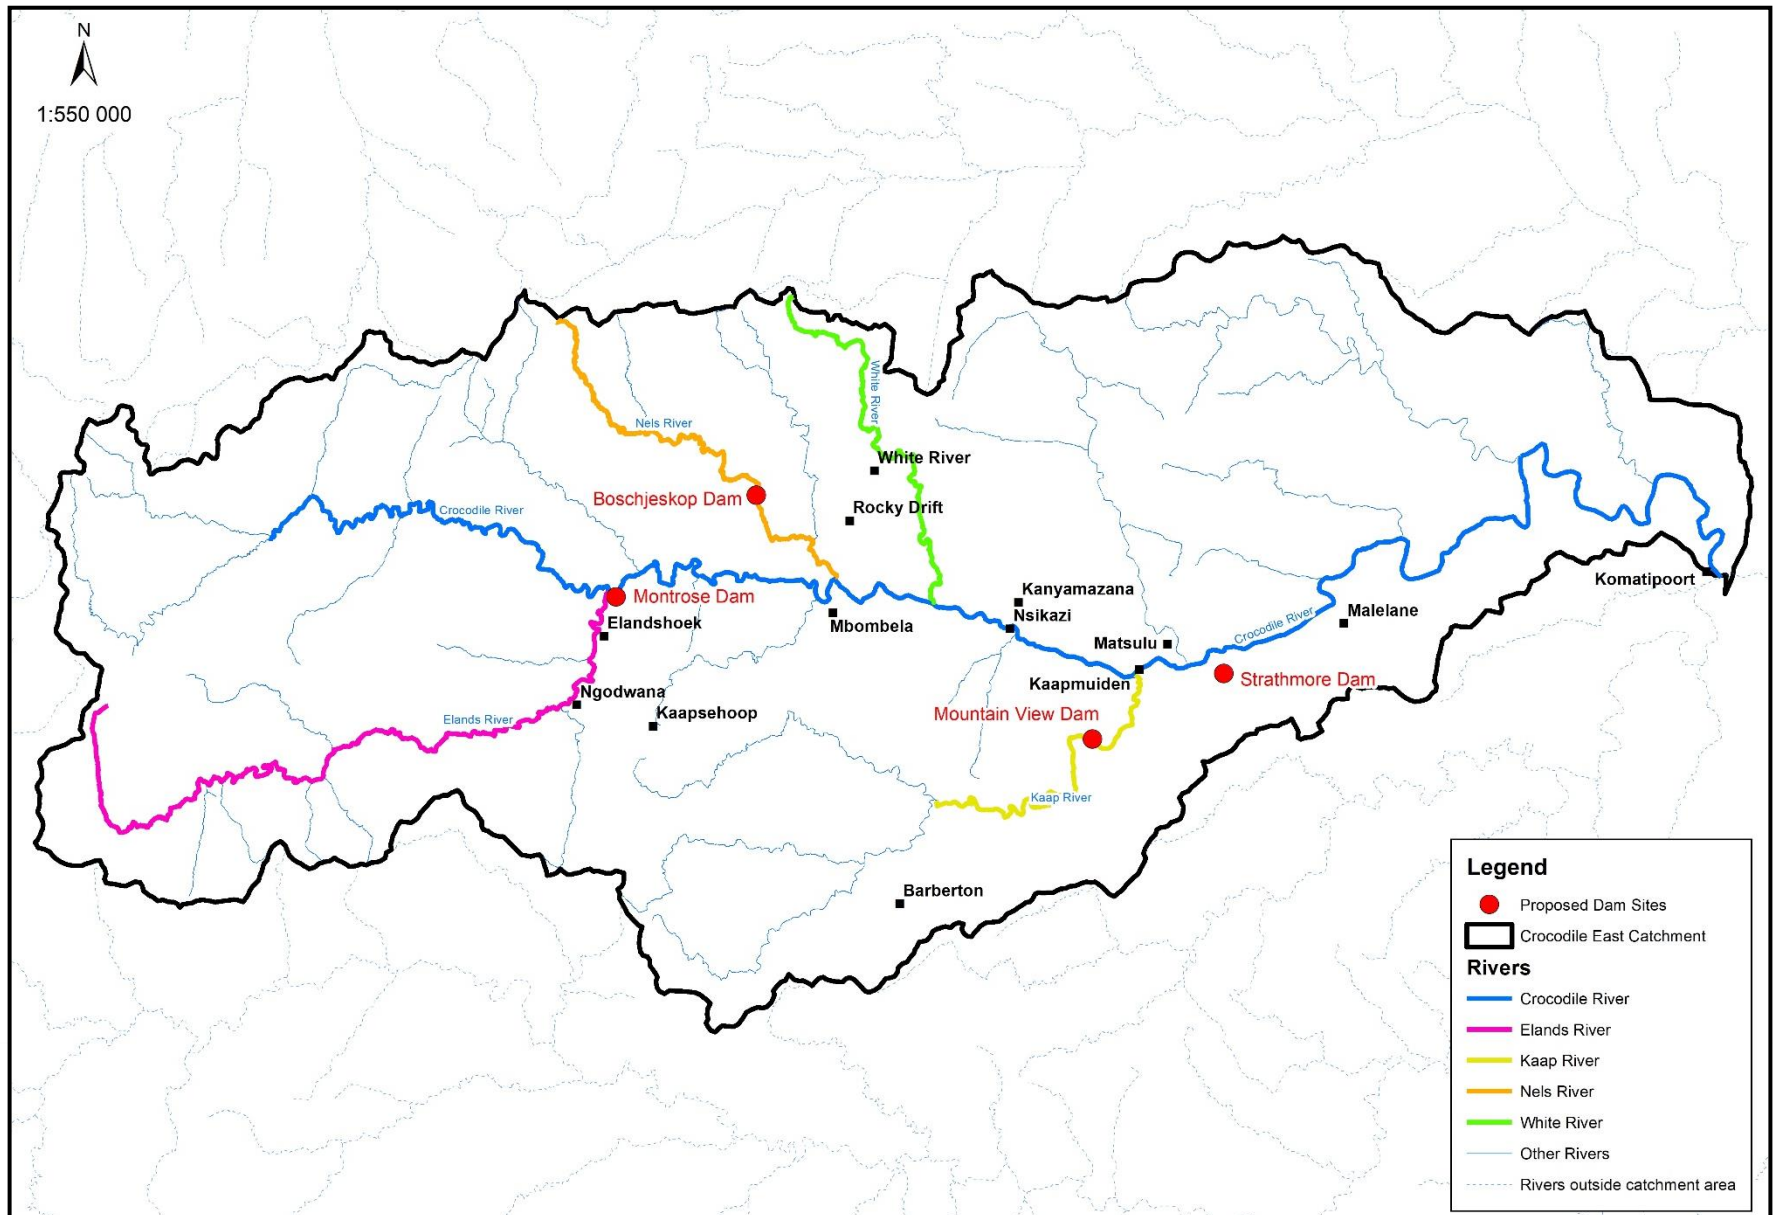 N
1:550 000
White River
Nels River
White River
Boschjeskop Dam
Rocky Drift
Crocodile River
Komatipoort
Kanyamazana
Montrose Dam
Nsikazi
Malelane
Elandshoek
Mbombela
Crocodile River
Matsulu
Strathmore Dam
Kaapmuiden
Ngodwana
Kaapsehoop
Mountain View Dam
Elands River
Kaap River
Barberton
Legend
Proposed Dam Sites
Crocodile East Catchment
Rivers
Crocodile River
Elands River
Kaap River
Nels River
White River
Other Rivers
Rivers outside catchment area